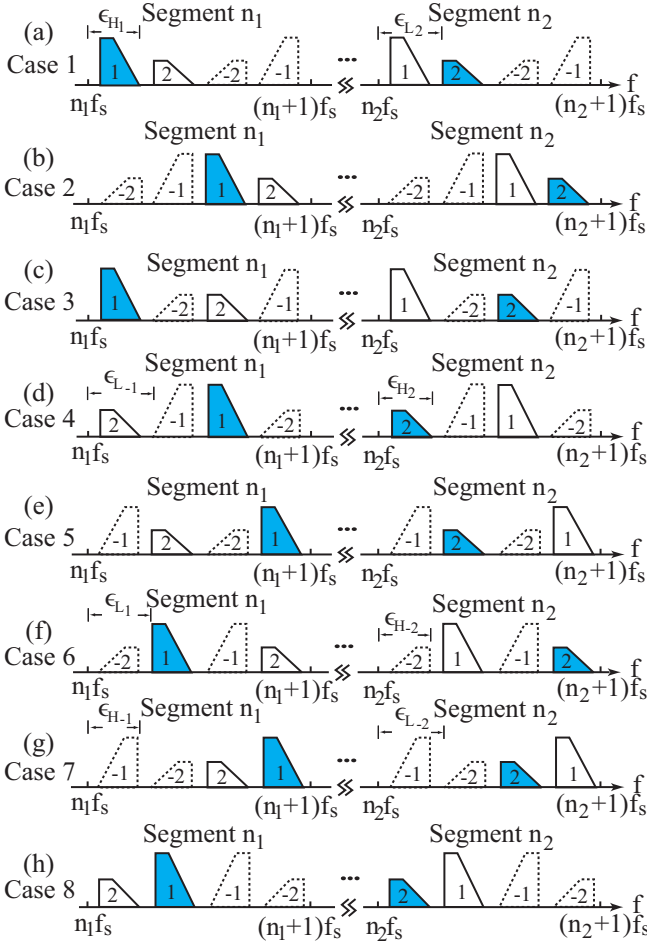 (a) Segment n₁ Segment n₂
ϵH₁ ϵL₂
Case 1 1 2 -2 -1 ... 1 2 -2 -1 f
n₁fₛ (n₁+1)fₛ n₂fₛ (n₂+1)fₛ
(b) Segment n₁ Segment n₂
Case 2 -2 -1 1 2 ... -2 -1 1 2 f
n₁fₛ (n₁+1)fₛ n₂fₛ (n₂+1)fₛ
(c) Segment n₁ Segment n₂
Case 3 1 -2 2 -1 ... 1 -2 2 -1 f
n₁fₛ (n₁+1)fₛ n₂fₛ (n₂+1)fₛ
(d) Segment n₁ Segment n₂
ϵL₋₁ ϵH₂
Case 4 2 -1 1 -2 ... 2 -1 1 -2 f
n₁fₛ (n₁+1)fₛ n₂fₛ (n₂+1)fₛ
(e) Segment n₁ Segment n₂
Case 5 -1 2 -2 1 ... -1 2 -2 1 f
n₁fₛ (n₁+1)fₛ n₂fₛ (n₂+1)fₛ
(f) Segment n₁ Segment n₂
ϵL₁ ϵH₋₂
Case 6 -2 1 -1 2 ... -2 1 -1 2 f
n₁fₛ (n₁+1)fₛ n₂fₛ (n₂+1)fₛ
(g) Segment n₁ Segment n₂
ϵH₋₁ ϵL₋₂
Case 7 -1 -2 2 1 ... -1 -2 2 1 f
n₁fₛ (n₁+1)fₛ n₂fₛ (n₂+1)fₛ
(h) Segment n₁ Segment n₂
Case 8 2 1 -1 -2 ... 2 1 -1 -2 f
n₁fₛ (n₁+1)fₛ n₂fₛ (n₂+1)fₛ